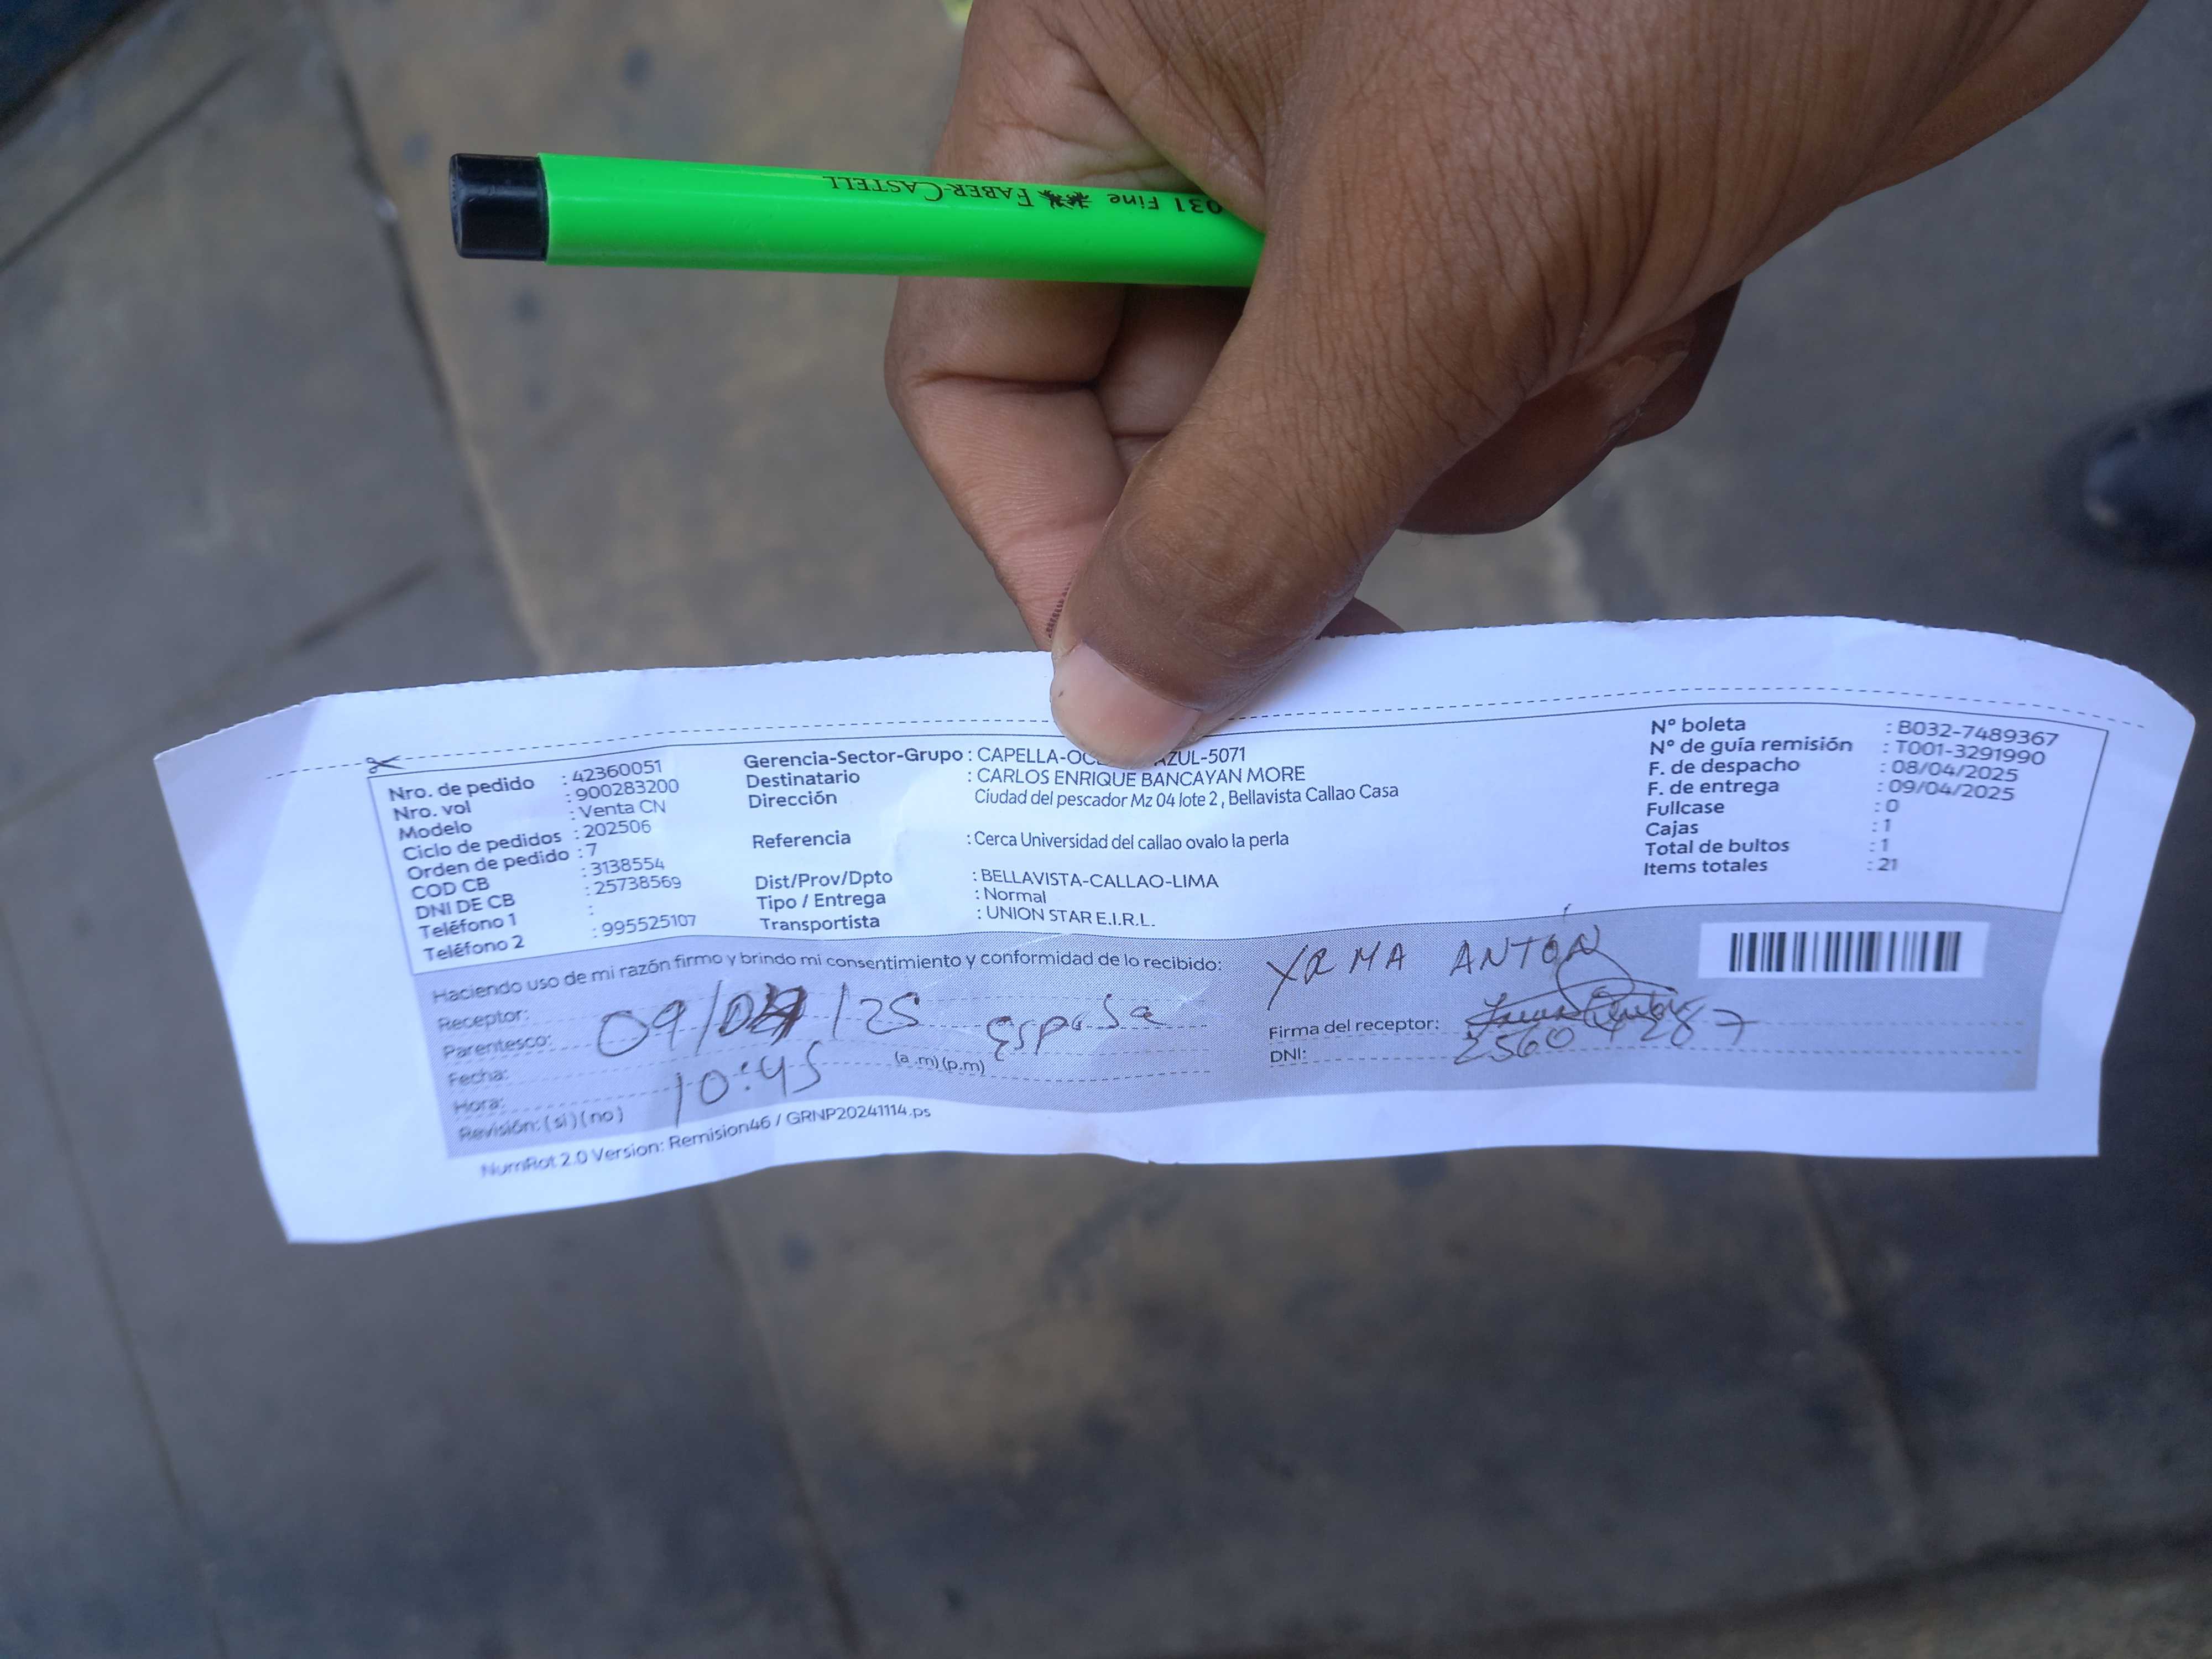 031 Fine FABER-CASTELL
Nro. de pedido : 42360051
Nro. vol : 900283200
Modelo : Venta CN
Ciclo de pedidos : 202506
Orden de pedido : 7
COD CB : 3138554
DNI DE CB : 25738569
Teléfono 1 :
Teléfono 2 : 995525107
Gerencia-Sector-Grupo : CAPELLA- AZUL-5071
Destinatario : CARLOS ENRIQUE BANCAYAN MORE
Dirección Ciudad del pescador Mz 04 lote 2 , Bellavista Callao Casa
Referencia : Cerca Universidad del callao ovalo la perla
Dist/Prov/Dpto : BELLAVISTA-CALLAO-LIMA
Tipo / Entrega : Normal
Transportista : UNION STAR E.I.R.L.
N° boleta : B032-7489367
N° de guía remisión : T001-3291990
F. de despacho : 08/04/2025
F. de entrega : 09/04/2025
Fullcase : 0
Cajas : 1
Total de bultos : 1
Items totales : 21
Haciendo uso de mi razón firmo y brindo mi consentimiento y conformidad de lo recibido:
Receptor:
Parentesco: 09/04/25 Esposa
Fecha:
Hora: 10:45 (a.m)(p.m)
Revisión: (si) (no)
YRMA ANTÓN
Firma del receptor:
DNI: 25604287
NumRot 2.0 Version: Remision46 / GRNP20241114.ps